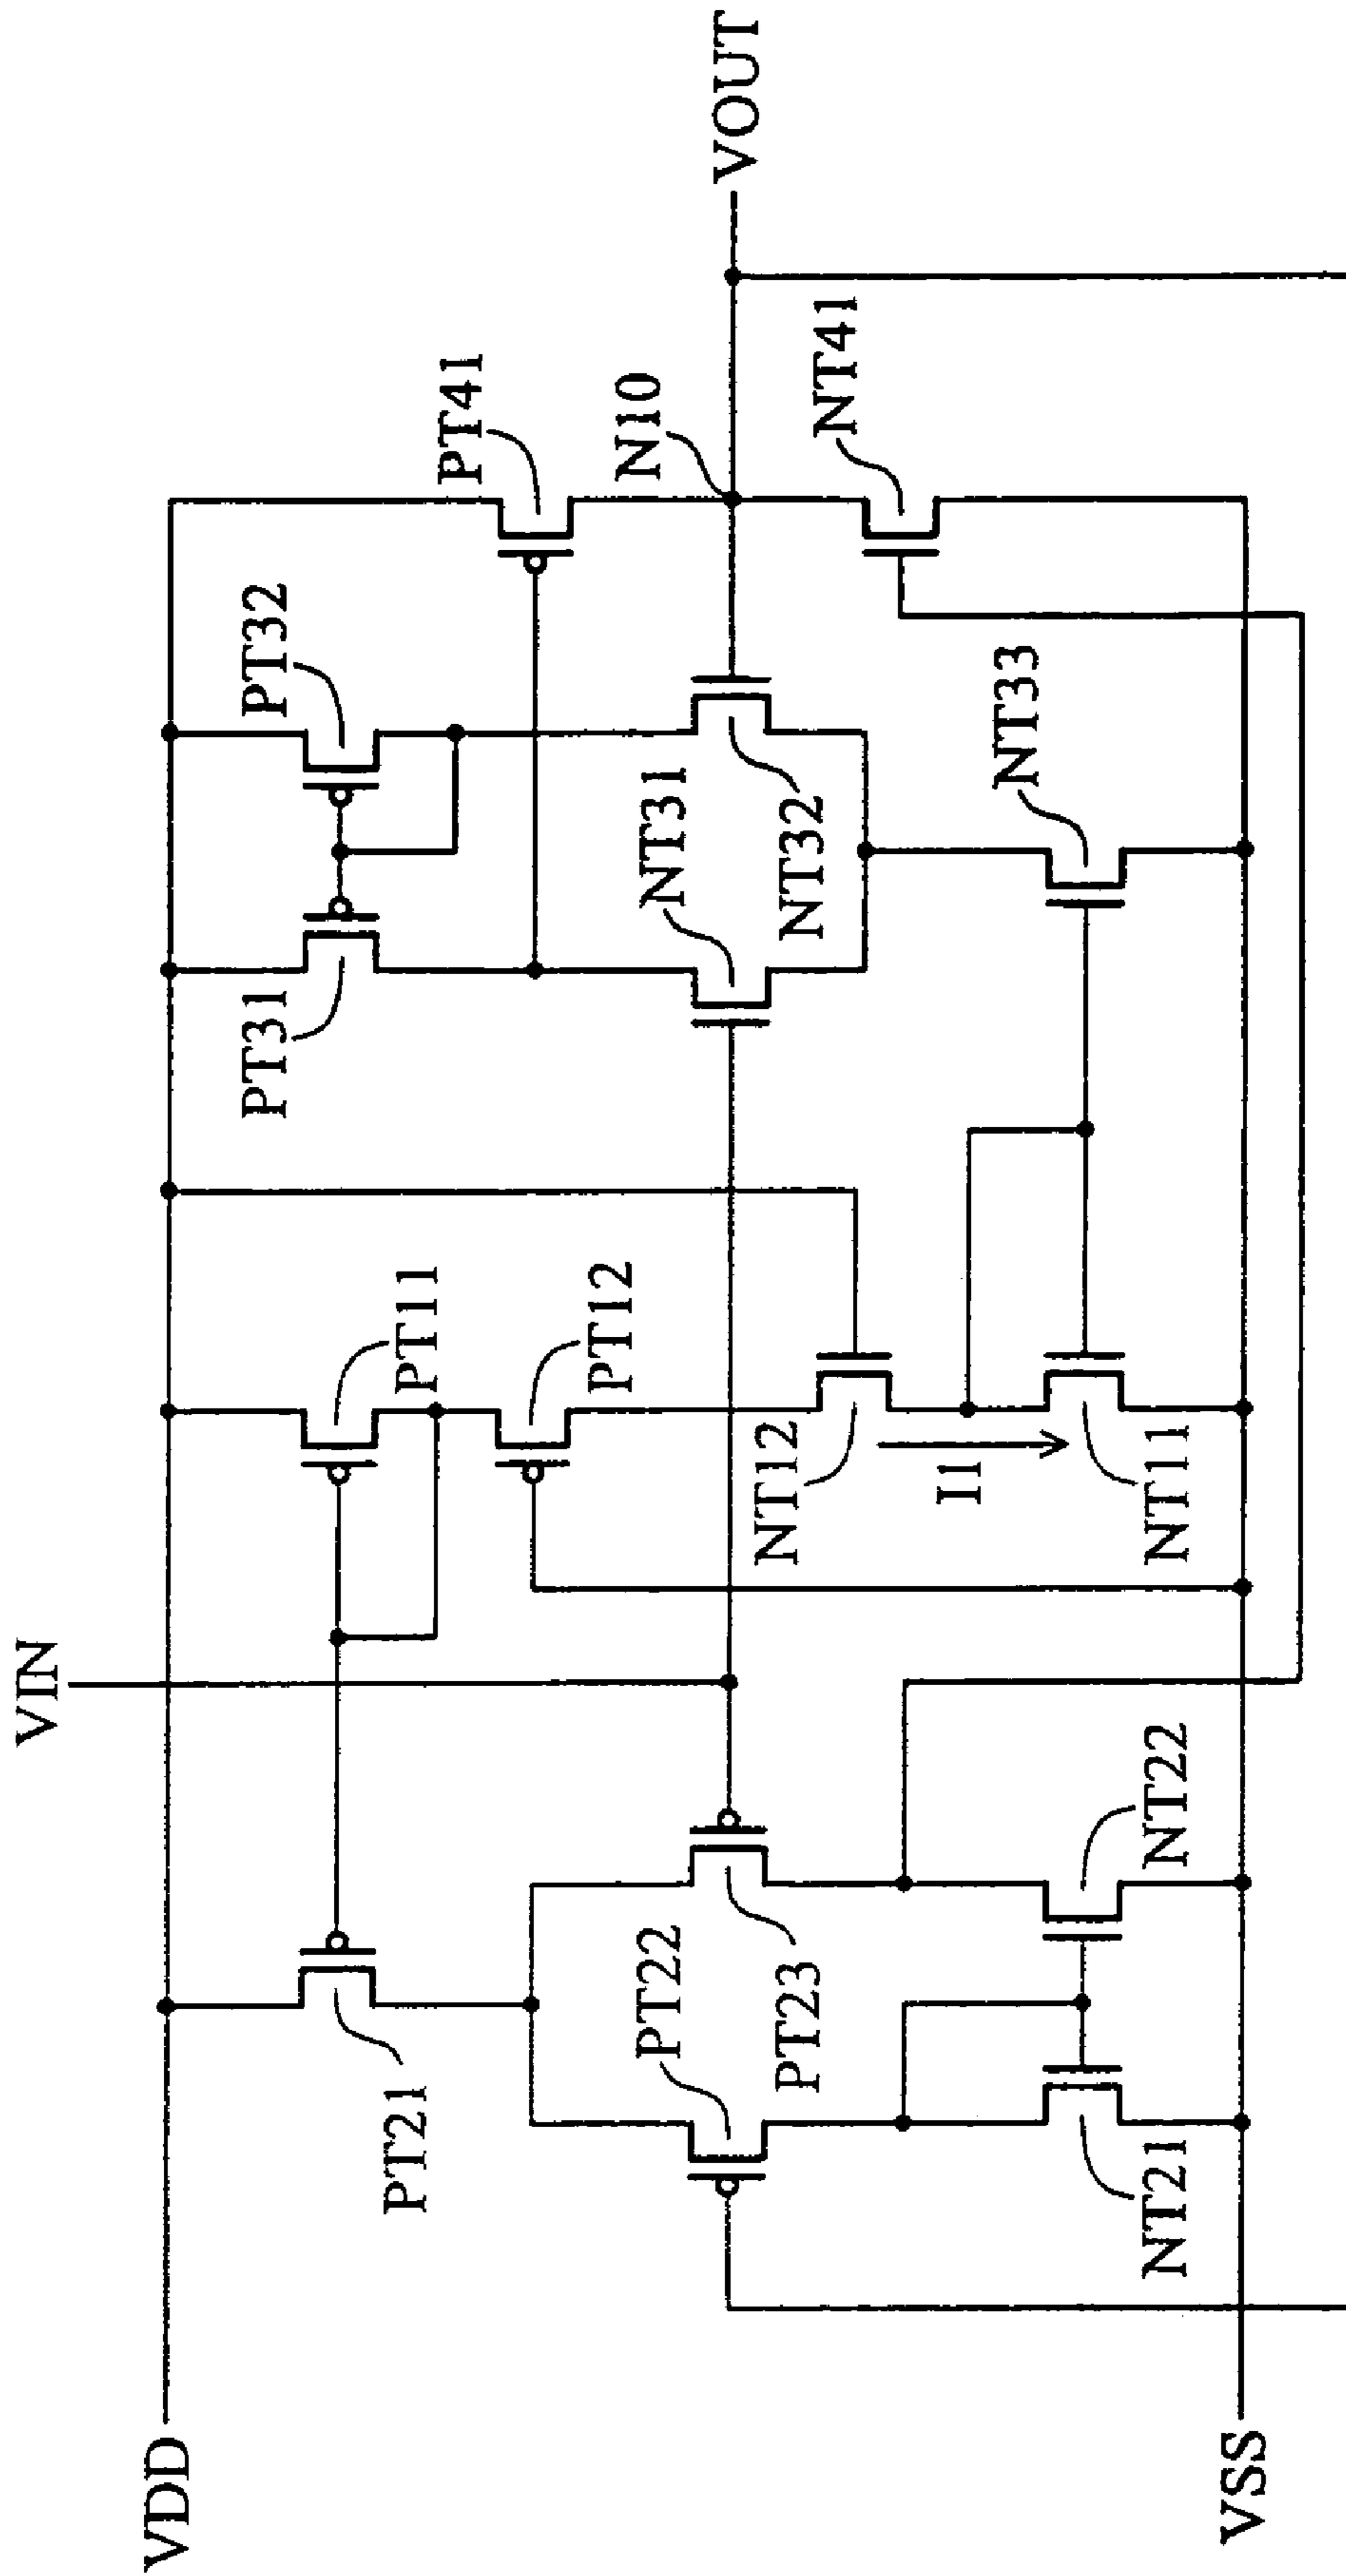 VIN
VDD
PT21
PT11
PT12
PT31
PT32
PT41
VOUT
N10
PT22
PT23
NT12
NT31
NT32
NT41
I1
NT33
NT21
NT22
NT11
VSS